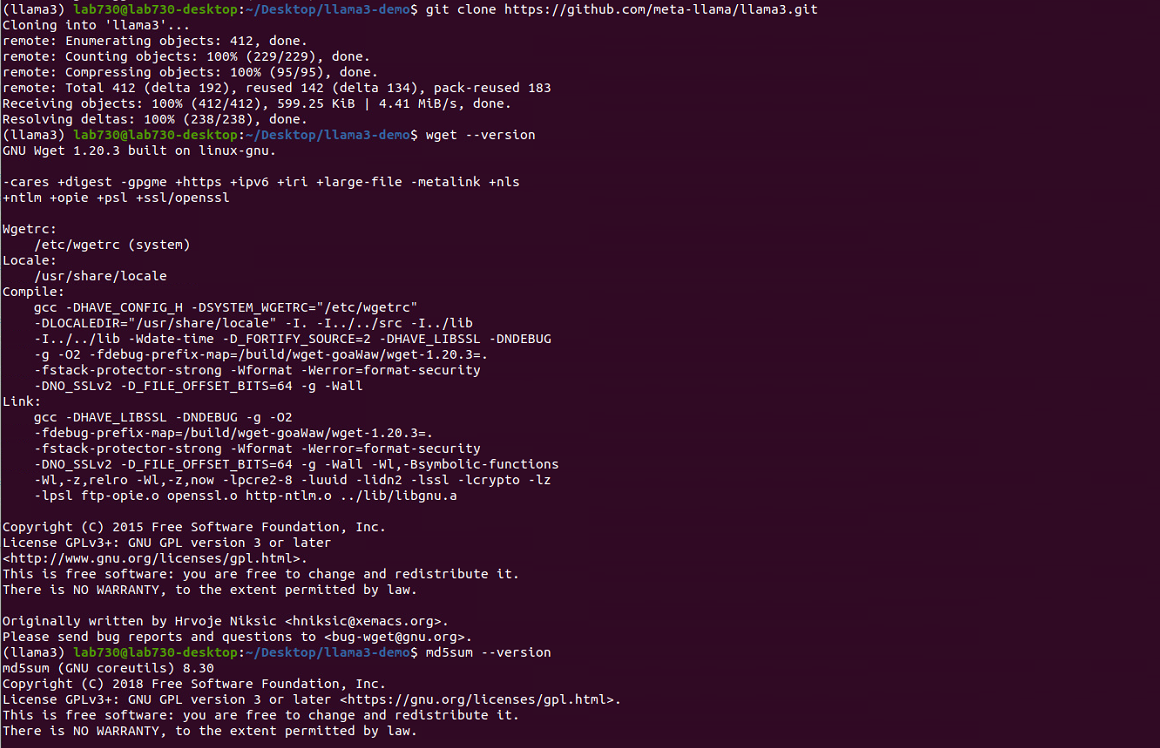 (llama3) lab730@lab730-desktop:~/Desktop/llama3-demo$ git clone https://github.com/meta-llama/llama3.git
Cloning into 'llama3'...
remote: Enumerating objects: 412, done.
remote: Counting objects: 100% (229/229), done.
remote: Compressing objects: 100% (95/95), done.
remote: Total 412 (delta 192), reused 142 (delta 134), pack-reused 183
Receiving objects: 100% (412/412), 599.25 KiB | 4.41 MiB/s, done.
Resolving deltas: 100% (238/238), done.
(llama3) lab730@lab730-desktop:~/Desktop/llama3-demo$ wget --version
GNU Wget 1.20.3 built on linux-gnu.

-cares +digest -gpgme +https +ipv6 +iri +large-file -metalink +nls
+ntlm +opie +psl +ssl/openssl

Wgetrc:
    /etc/wgetrc (system)
Locale:
    /usr/share/locale
Compile:
    gcc -DHAVE_CONFIG_H -DSYSTEM_WGETRC="/etc/wgetrc"
    -DLOCALEDIR="/usr/share/locale" -I. -I../../src -I../lib
    -I../../lib -Wdate-time -D_FORTIFY_SOURCE=2 -DHAVE_LIBSSL -DNDEBUG
    -g -O2 -fdebug-prefix-map=/build/wget-goaWaw/wget-1.20.3=.
    -fstack-protector-strong -Wformat -Werror=format-security
    -DNO_SSLv2 -D_FILE_OFFSET_BITS=64 -g -Wall
Link:
    gcc -DHAVE_LIBSSL -DNDEBUG -g -O2
    -fdebug-prefix-map=/build/wget-goaWaw/wget-1.20.3=.
    -fstack-protector-strong -Wformat -Werror=format-security
    -DNO_SSLv2 -D_FILE_OFFSET_BITS=64 -g -Wall -Wl,-Bsymbolic-functions
    -Wl,-z,relro -Wl,-z,now -lpcre2-8 -luuid -lidn2 -lssl -lcrypto -lz
    -lpsl ftp-opie.o openssl.o http-ntlm.o ../lib/libgnu.a

Copyright (C) 2015 Free Software Foundation, Inc.
License GPLv3+: GNU GPL version 3 or later
<http://www.gnu.org/licenses/gpl.html>.
This is free software: you are free to change and redistribute it.
There is NO WARRANTY, to the extent permitted by law.

Originally written by Hrvoje Niksic <hniksic@xemacs.org>.
Please send bug reports and questions to <bug-wget@gnu.org>.
(llama3) lab730@lab730-desktop:~/Desktop/llama3-demo$ md5sum --version
md5sum (GNU coreutils) 8.30
Copyright (C) 2018 Free Software Foundation, Inc.
License GPLv3+: GNU GPL version 3 or later <https://gnu.org/licenses/gpl.html>.
This is free software: you are free to change and redistribute it.
There is NO WARRANTY, to the extent permitted by law.